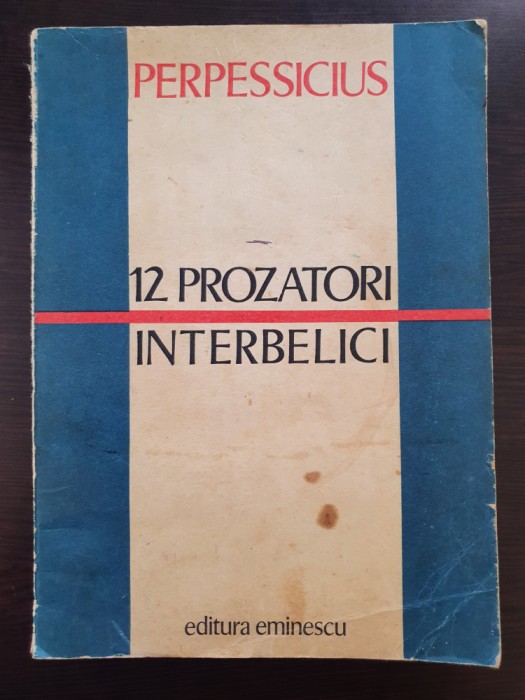 PERPESSICIUS
12 PROZATORI
INTERBELICI
editura eminescu